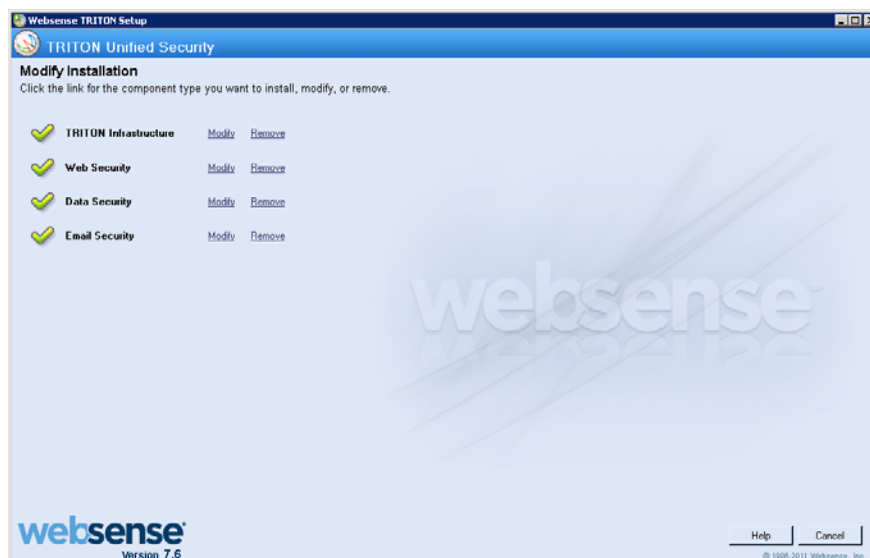 Websense TRITON Setup
TRITON Unified Security
Modify Installation
Click the link for the component type you want to install, modify, or remove.
TRITON Infrastructure Modify Remove
Web Security Modify Remove
Data Security Modify Remove
Email Security Modify Remove
websense
websense
Version 7.6
Help Cancel
© 1996-2011 Websense, Inc.